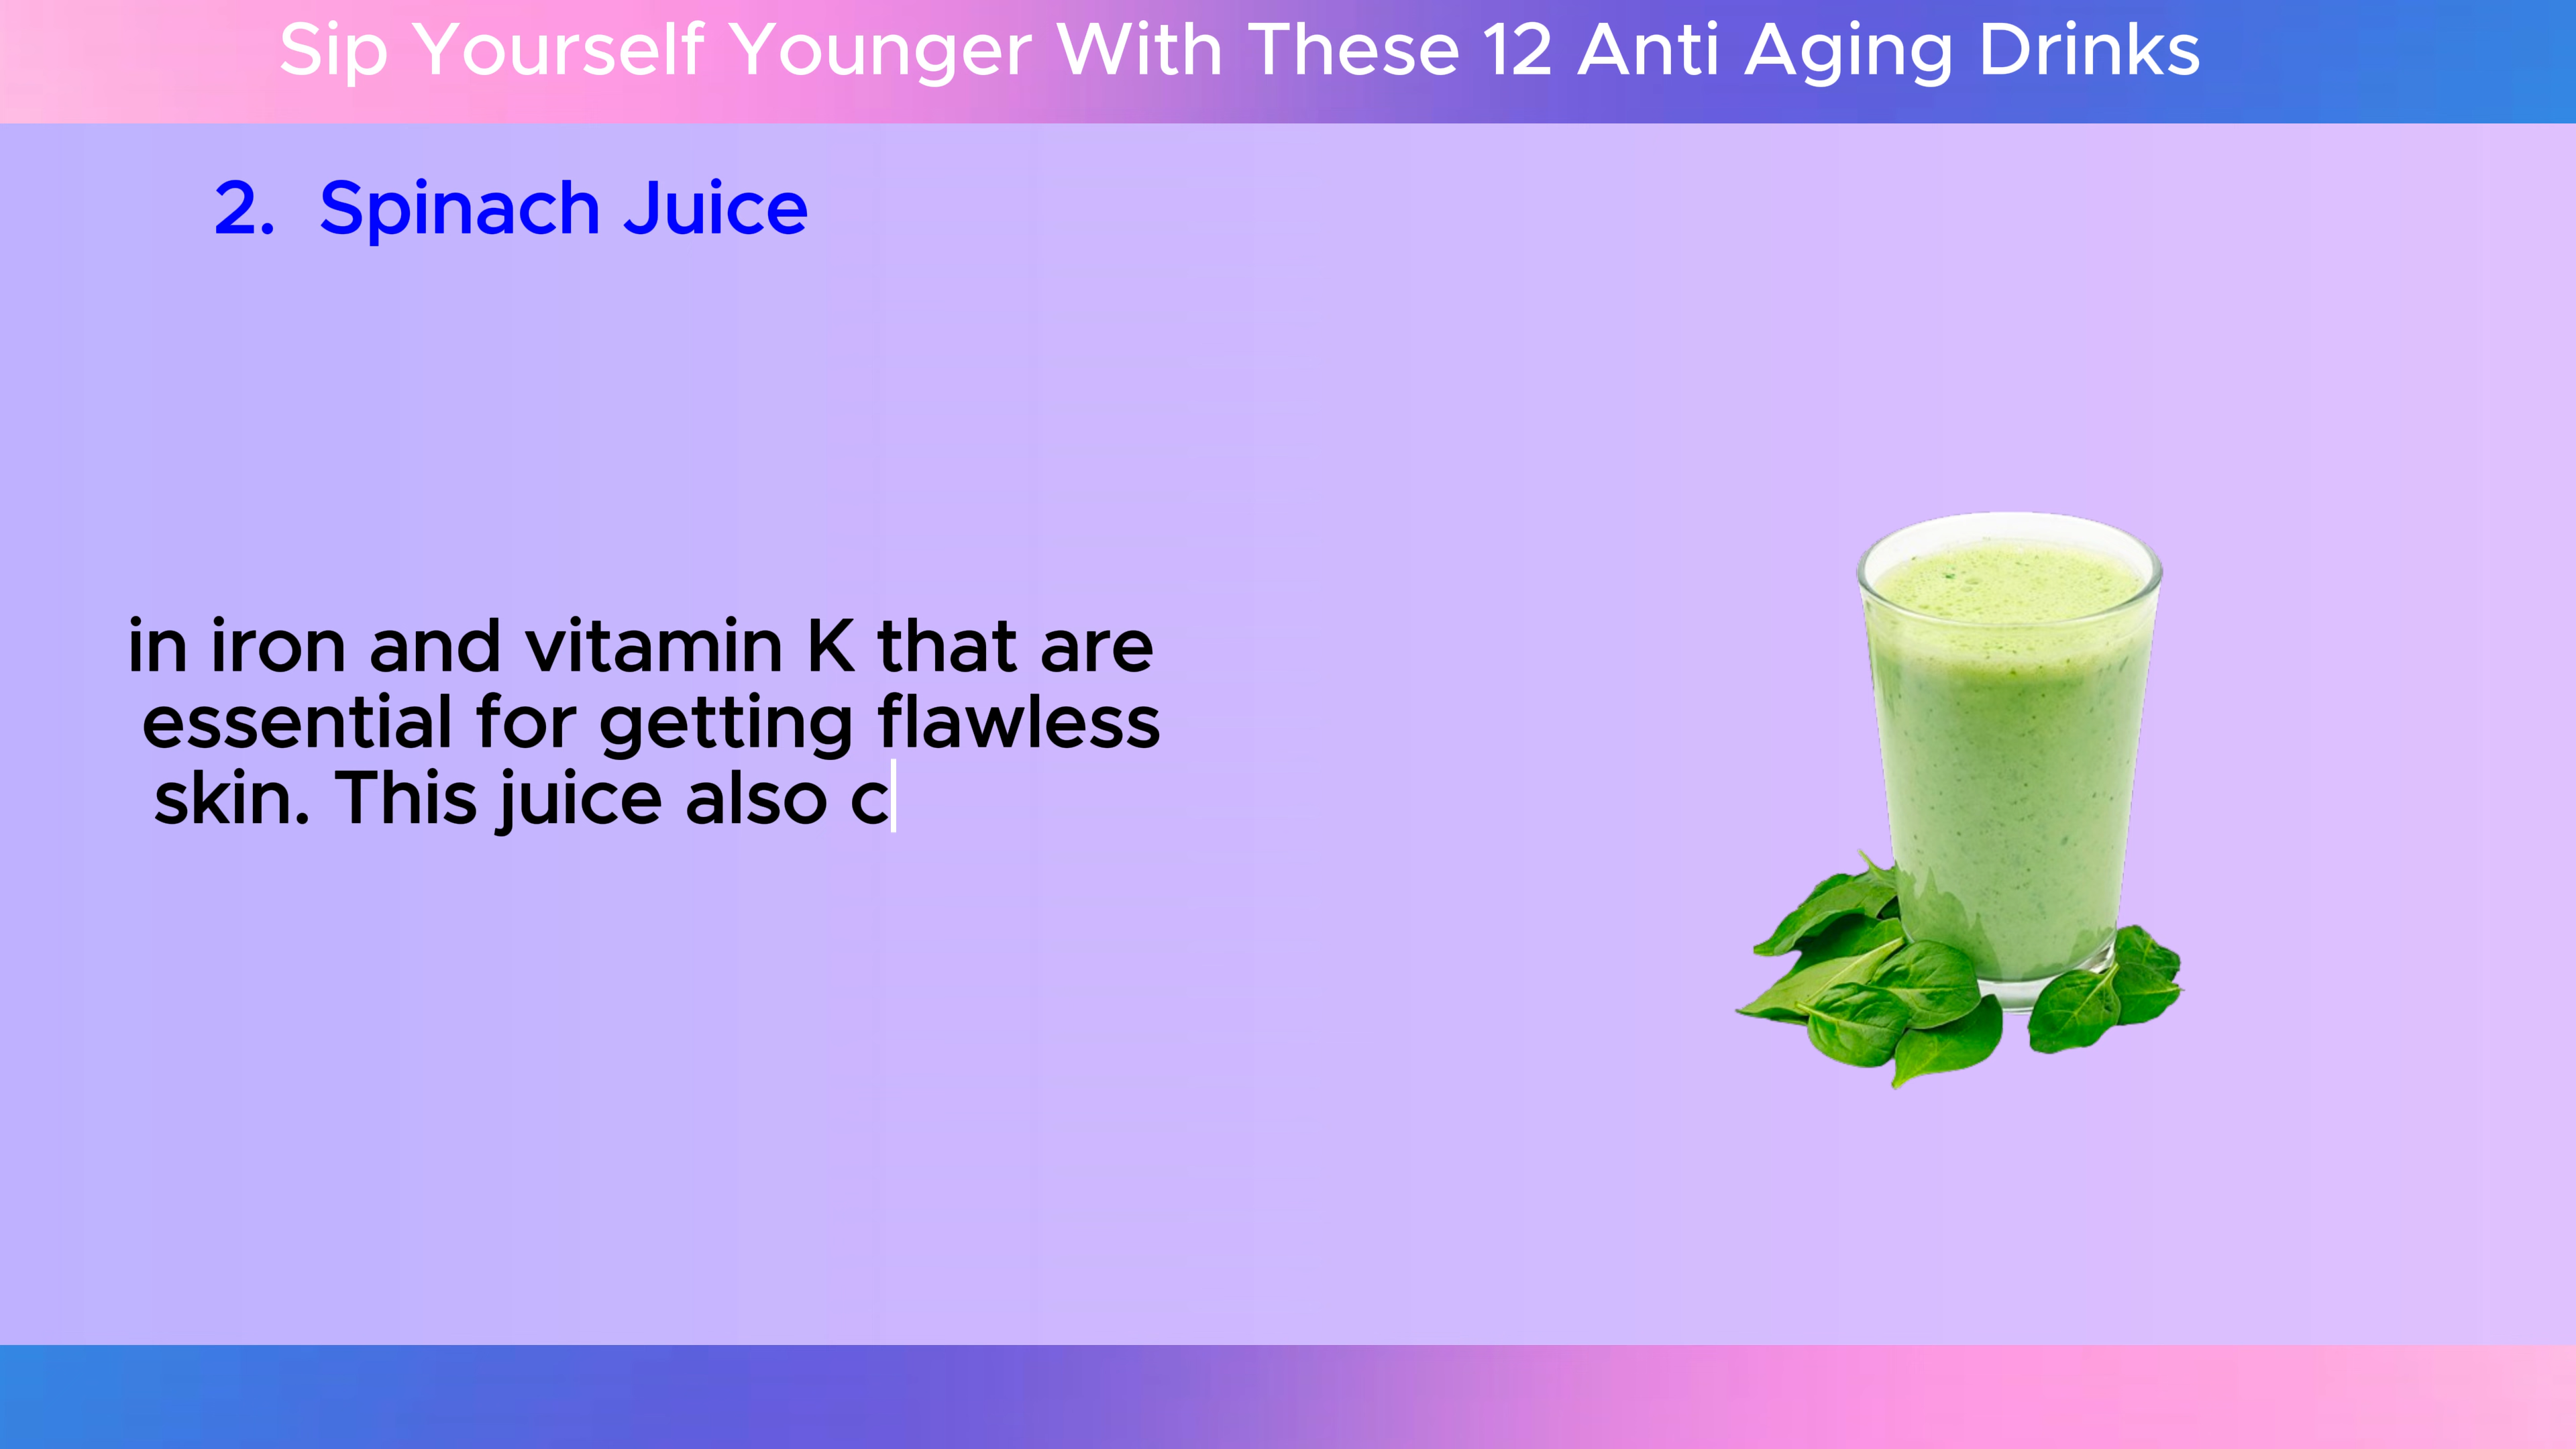 Sip Yourself Younger With These 12 Anti Aging Drinks
2. Spinach Juice
in iron and vitamin K that are
essential for getting flawless
skin. This juice also c